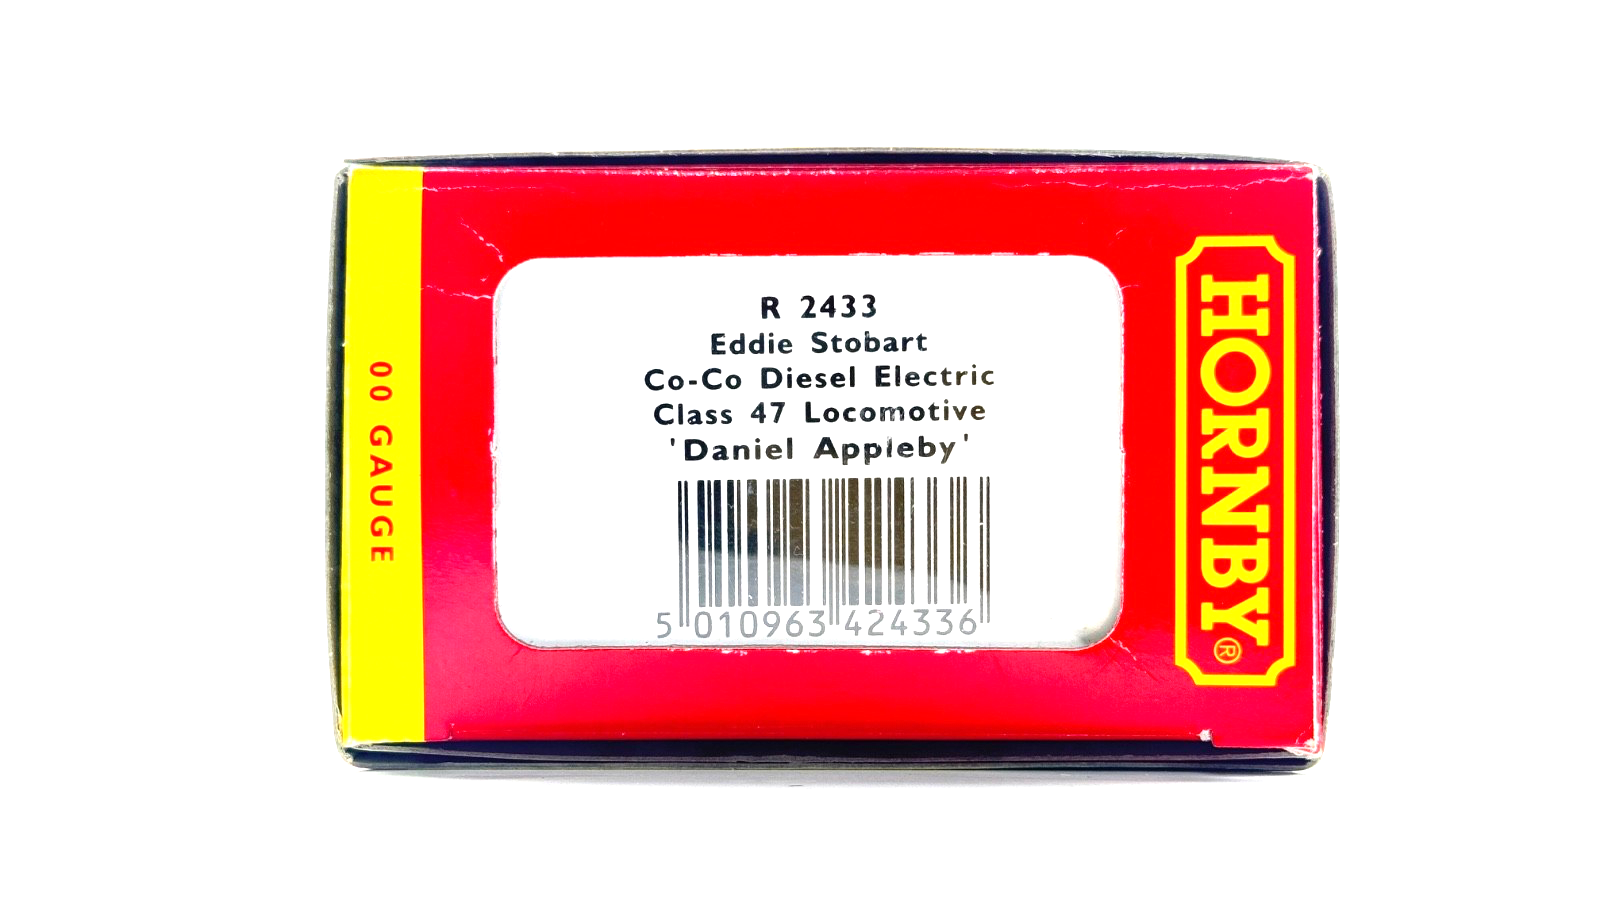 00 GAUGE
R 2433
Eddie Stobart
Co-Co Diesel Electric
Class 47 Locomotive
'Daniel Appleby'
5 010963 424336
HORNBY®